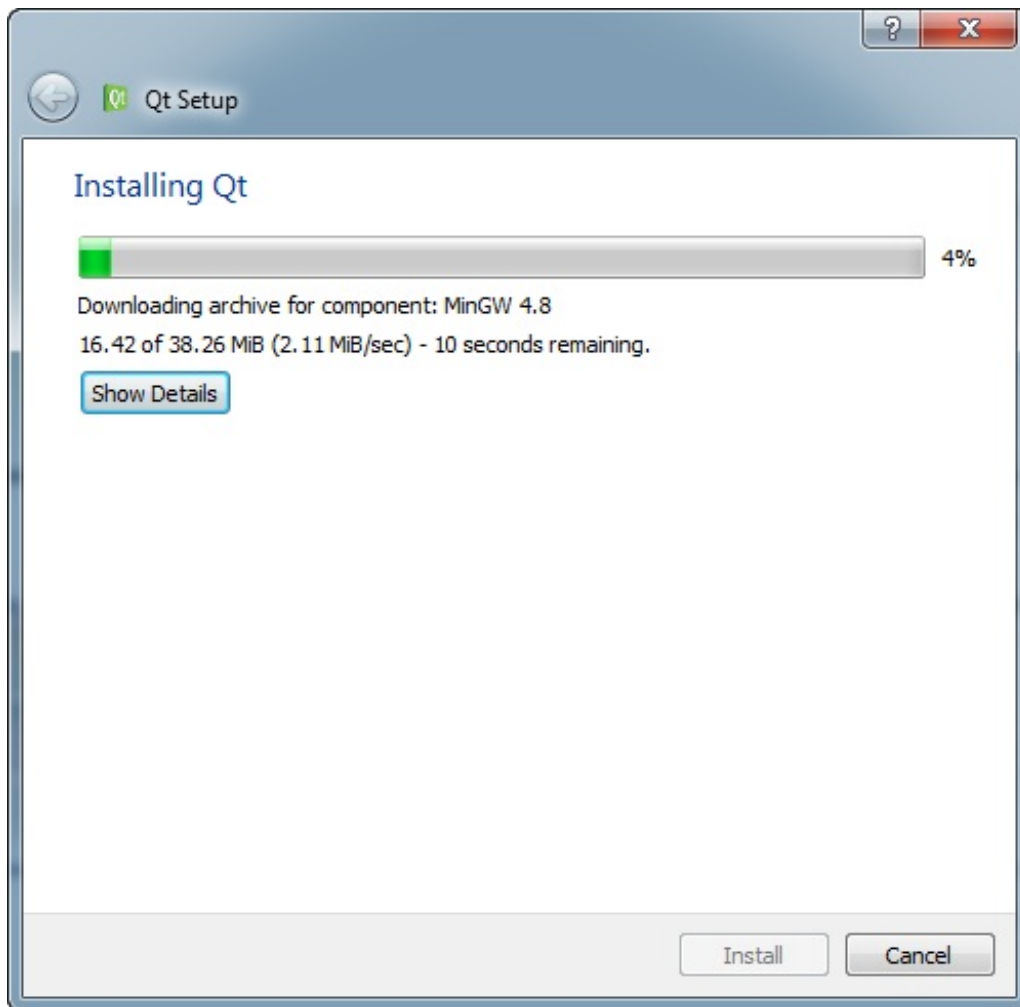 ?
X
Qt Qt Setup
Installing Qt
4%
Downloading archive for component: MinGW 4.8
16.42 of 38.26 MiB (2.11 MiB/sec) - 10 seconds remaining.
Show Details
Install Cancel